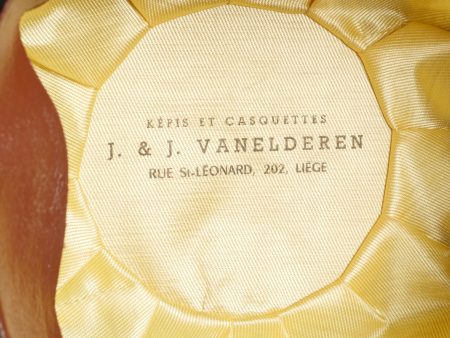 KÉPIS ET CASQUETTES
J. & J. VANELDEREN
RUE St-LÉONARD, 202, LIÈGE